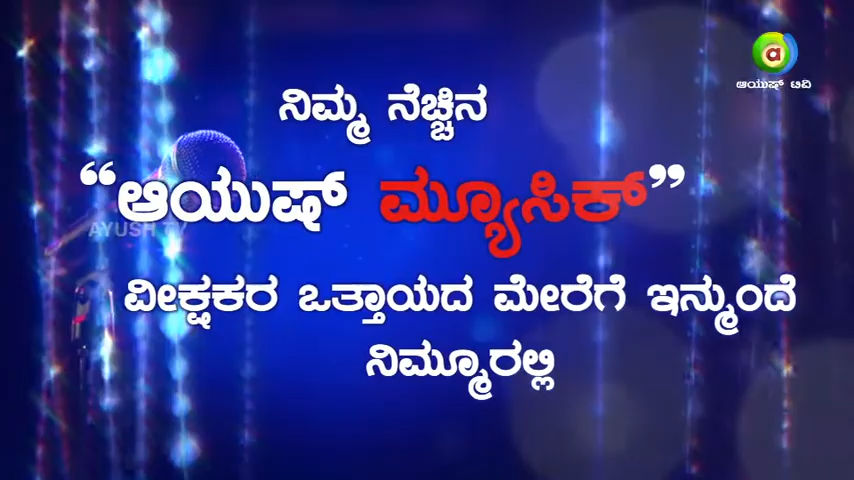 ಆಯುಷ್ ಟಿವಿ
ನಿಮ್ಮ ನೆಚ್ಚಿನ
“ಆಯುಷ್ ಮ್ಯೂಸಿಕ್”
AYUSH TV
ವೀಕ್ಷಕರ ಒತ್ತಾಯದ ಮೇರೆಗೆ ಇನ್ಮುಂದೆ
ನಿಮ್ಮೂರಲ್ಲಿ